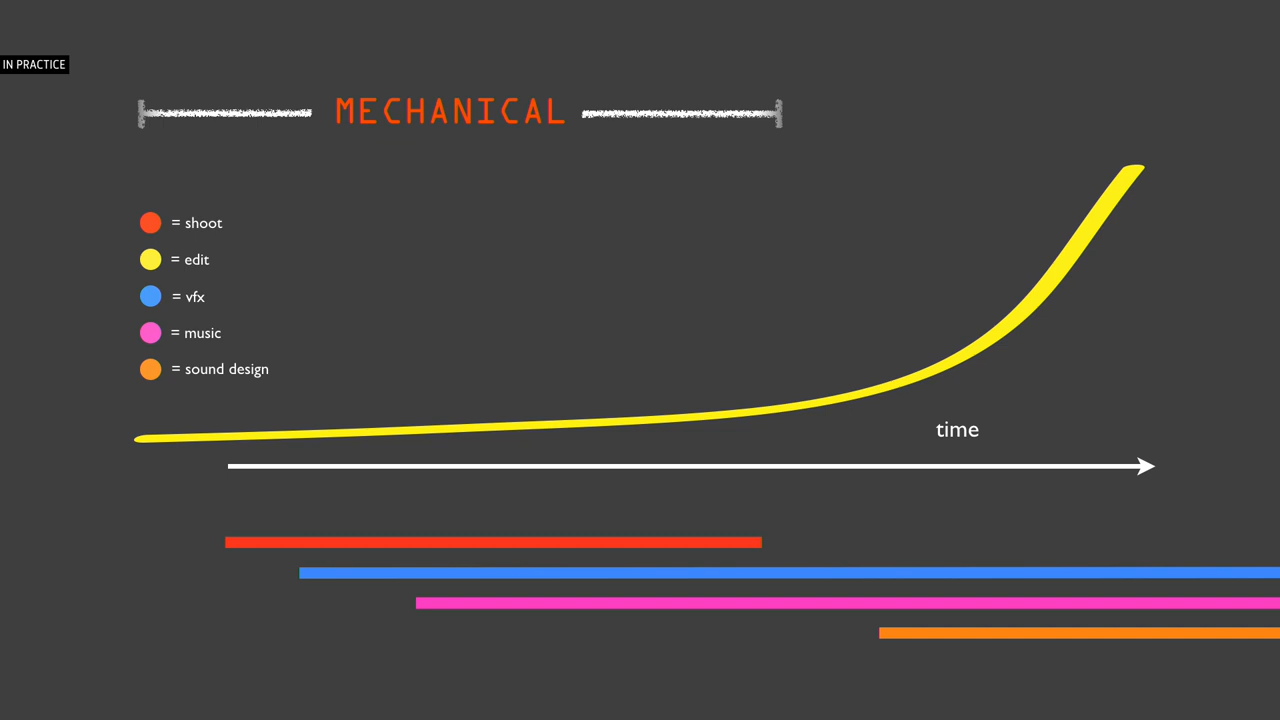 IN PRACTICE
MECHANICAL
= shoot
= edit
= vfx
= music
= sound design
time